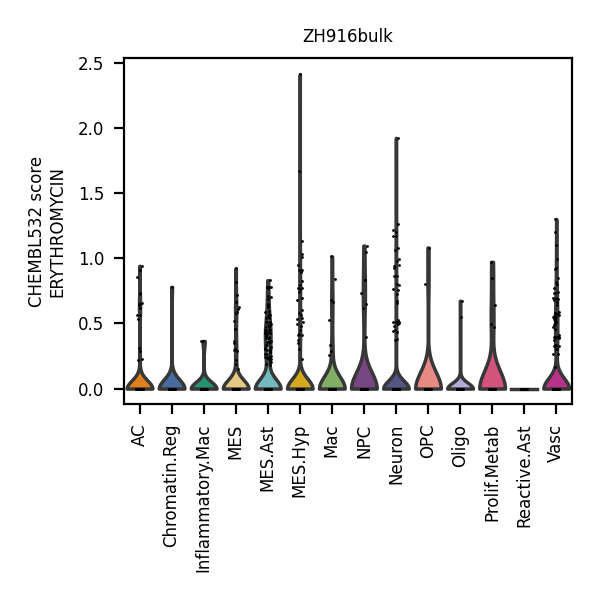 ZH916bulk
CHEMBL532 score
ERYTHROMYCIN
2.5
2.0
1.5
1.0
0.5
0.0
AC
Chromatin.Reg
Inflammatory.Mac
MES
MES.Ast
MES.Hyp
Mac
NPC
Neuron
OPC
Oligo
Prolif.Metab
Reactive.Ast
Vasc